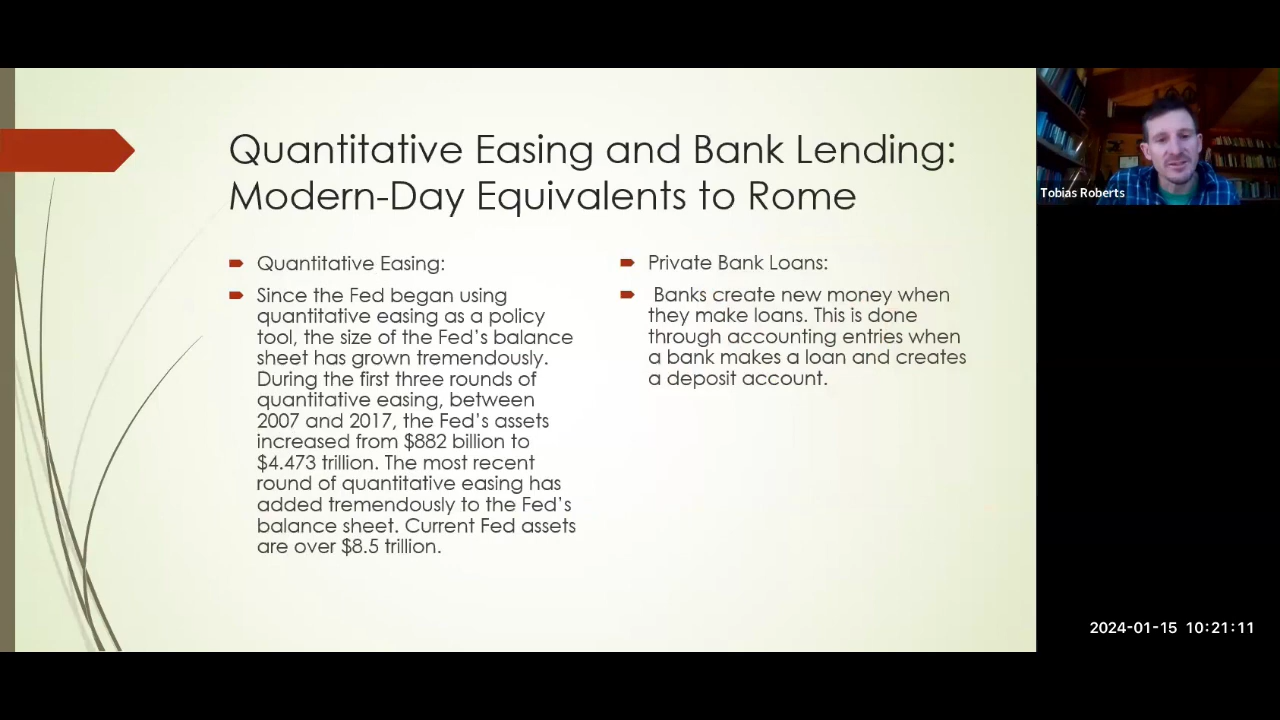 Quantitative Easing and Bank Lending:
Modern-Day Equivalents to Rome
Quantitative Easing:
Since the Fed began using
quantitative easing as a policy
tool, the size of the Fed's balance
sheet has grown tremendously.
During the first three rounds of
quantitative easing, between
2007 and 2017, the Fed's assets
increased from $882 billion to
$4.473 trillion. The most recent
round of quantitative easing has
added tremendously to the Fed's
balance sheet. Current Fed assets
are over $8.5 trillion.
Private Bank Loans:
Banks create new money when
they make loans. This is done
through accounting entries when
a bank makes a loan and creates
a deposit account.
Tobias Roberts
2024-01-15 10:21:11